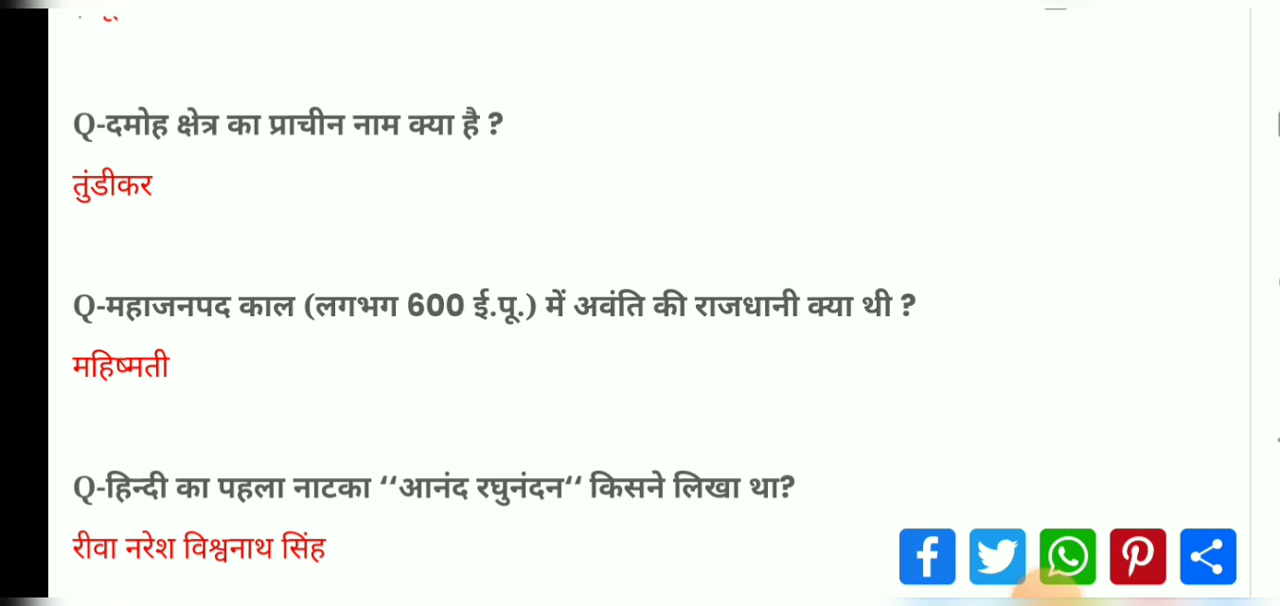 Q-दमोह क्षेत्र का प्राचीन नाम क्या है ?
तुंडीकर
Q-महाजनपद काल (लगभग 600 ई.पू.) में अवंति की राजधानी क्या थी ?
महिष्मती
Q-हिन्दी का पहला नाटका ‘‘आनंद रघुनंदन‘‘ किसने लिखा था?
रीवा नरेश विश्वनाथ सिंह